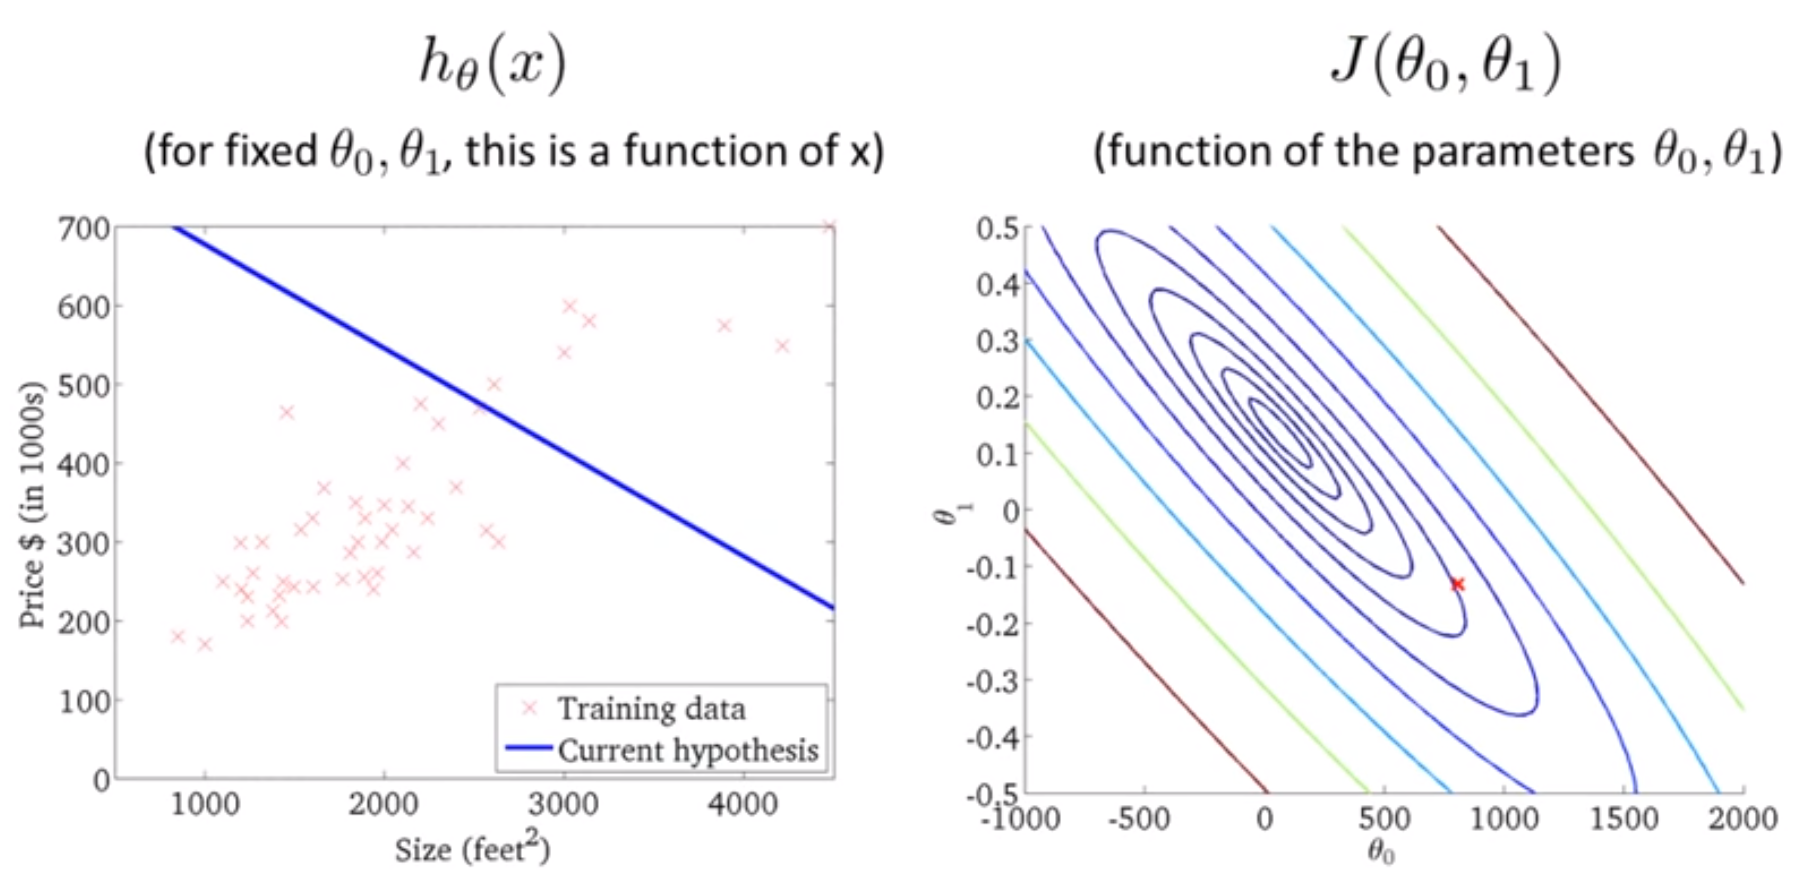 h_θ(x)
(for fixed θ₀, θ₁, this is a function of x)
700
600
500
400
300
200
100
0
Price $ (in 1000s)
1000 2000 3000 4000
Size (feet²)
Training data
Current hypothesis
J(θ₀, θ₁)
(function of the parameters θ₀, θ₁)
0.5
0.4
0.3
0.2
0.1
0
-0.1
-0.2
-0.3
-0.4
-0.5
θ₁
-1000 -500 0 500 1000 1500 2000
θ₀